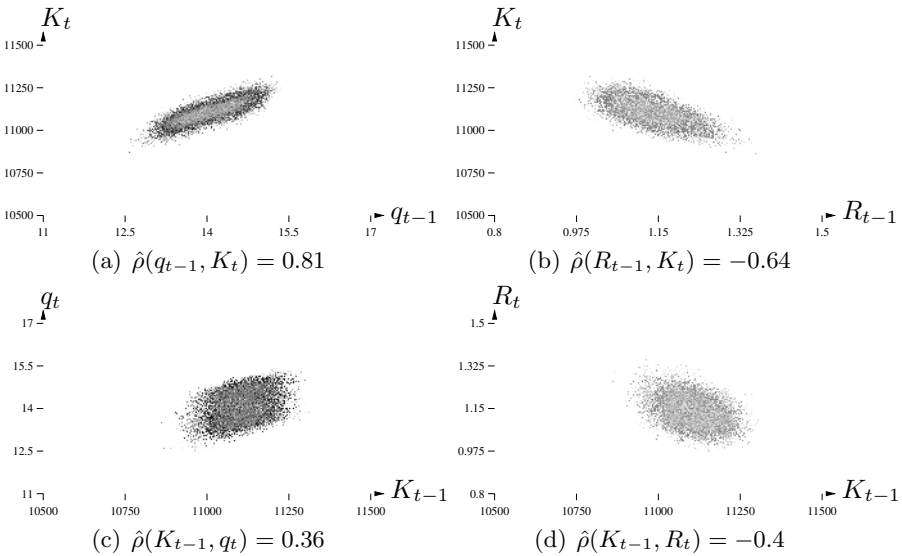 K_t
11500
11250
11000
10750
10500
11 12.5 14 15.5 17
q_{t−1}
(a) ρ̂(q_{t−1}, K_t) = 0.81
K_t
11500
11250
11000
10750
10500
0.8 0.975 1.15 1.325 1.5
R_{t−1}
(b) ρ̂(R_{t−1}, K_t) = −0.64
q_t
17
15.5
14
12.5
11
10500 10750 11000 11250 11500
K_{t−1}
(c) ρ̂(K_{t−1}, q_t) = 0.36
R_t
1.5
1.325
1.15
0.975
0.8
10500 10750 11000 11250 11500
K_{t−1}
(d) ρ̂(K_{t−1}, R_t) = −0.4